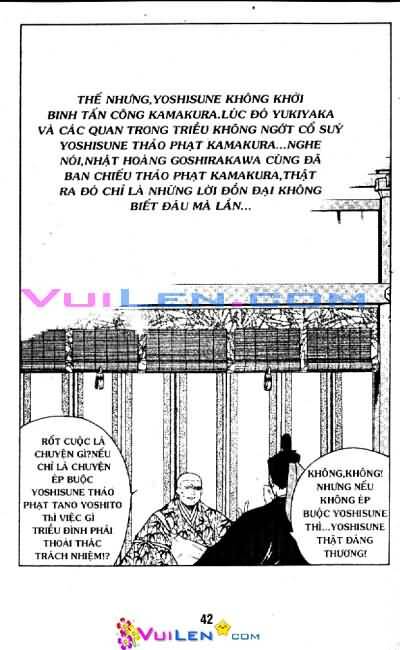 THẾ NHƯNG,YOSHISUNE KHÔNG KHỞI
BINH TẤN CÔNG KAMAKURA.LÚC ĐÓ YUKIYAKA
VÀ CÁC QUAN TRONG TRIỀU KHÔNG NGỚT CỔ SUÝ
YOSHISUNE THẢO PHẠT KAMAKURA...NGHE
NÓI,NHẬT HOÀNG GOSHIRAKAWA CŨNG ĐÃ
BAN CHIẾU THẢO PHẠT KAMAKURA,THẬT
RA ĐÓ CHỈ LÀ NHỮNG LỜI ĐỒN ĐẠI KHÔNG
BIẾT ĐÂU MÀ LẦN...
VUILEN.COM
RỐT CUỘC LÀ
CHUYỆN GÌ?NẾU
CHỈ LÀ CHUYỆN
ÉP BUỘC
YOSHISUNE THẢO
PHẠT TANO YOSHITO
THÌ VIỆC GÌ
TRIỀU ĐÌNH PHẢI
THOÁI THÁC
TRÁCH NHIỆM!?
KHÔNG,KHÔNG!
NHƯNG NẾU
KHÔNG ÉP
BUỘC YOSHISUNE
THÌ...YOSHISUNE
THẬT ĐÁNG
THƯƠNG!
42
VUILEN.COM